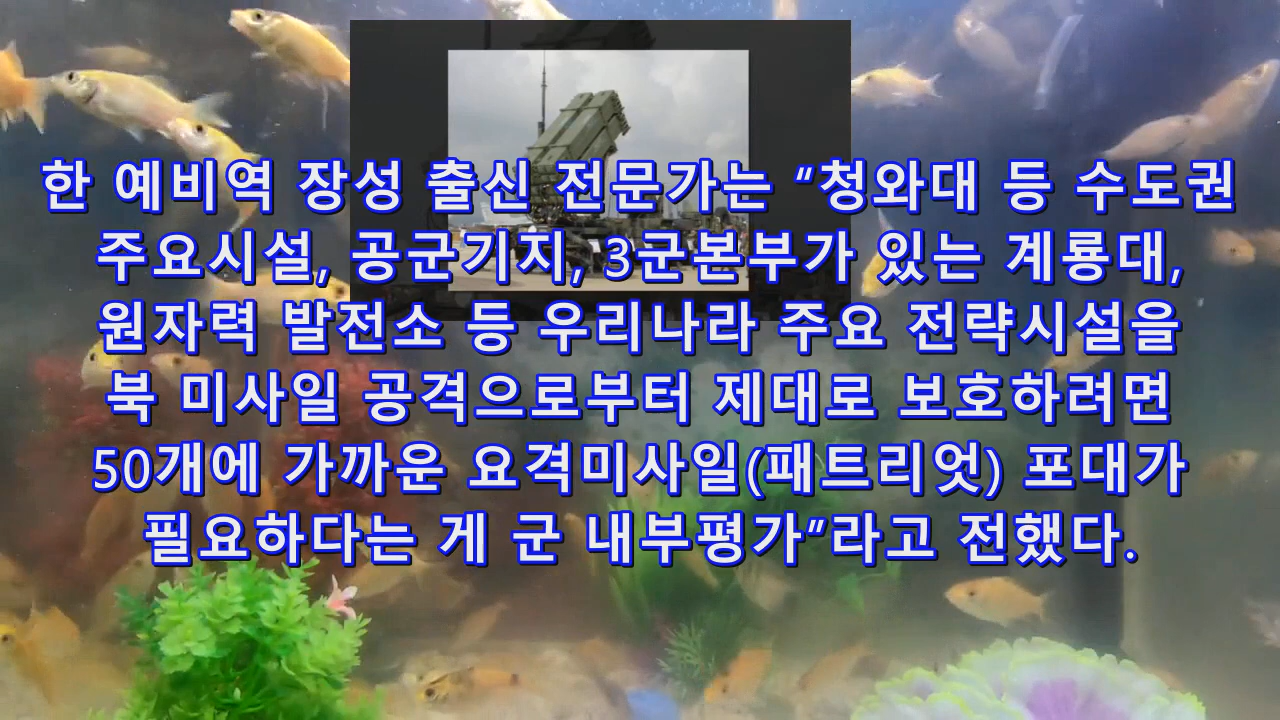 한 예비역 장성 출신 전문가는 “청와대 등 수도권
주요시설, 공군기지, 3군본부가 있는 계룡대,
원자력 발전소 등 우리나라 주요 전략시설을
북 미사일 공격으로부터 제대로 보호하려면
50개에 가까운 요격미사일(패트리엇) 포대가
필요하다는 게 군 내부평가”라고 전했다.